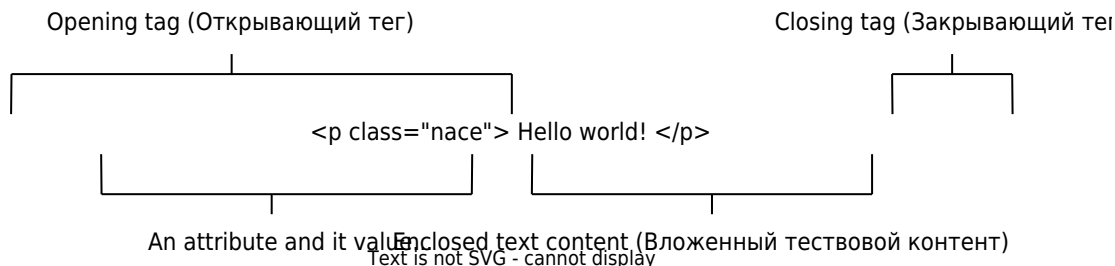 Opening tag (Открывающий тег)
Closing tag (Закрывающий тег
<p class="nace"> Hello world! </p>
An attribute and it value...
Enclosed text content (Вложенный тествовой контент)
Text is not SVG - cannot display